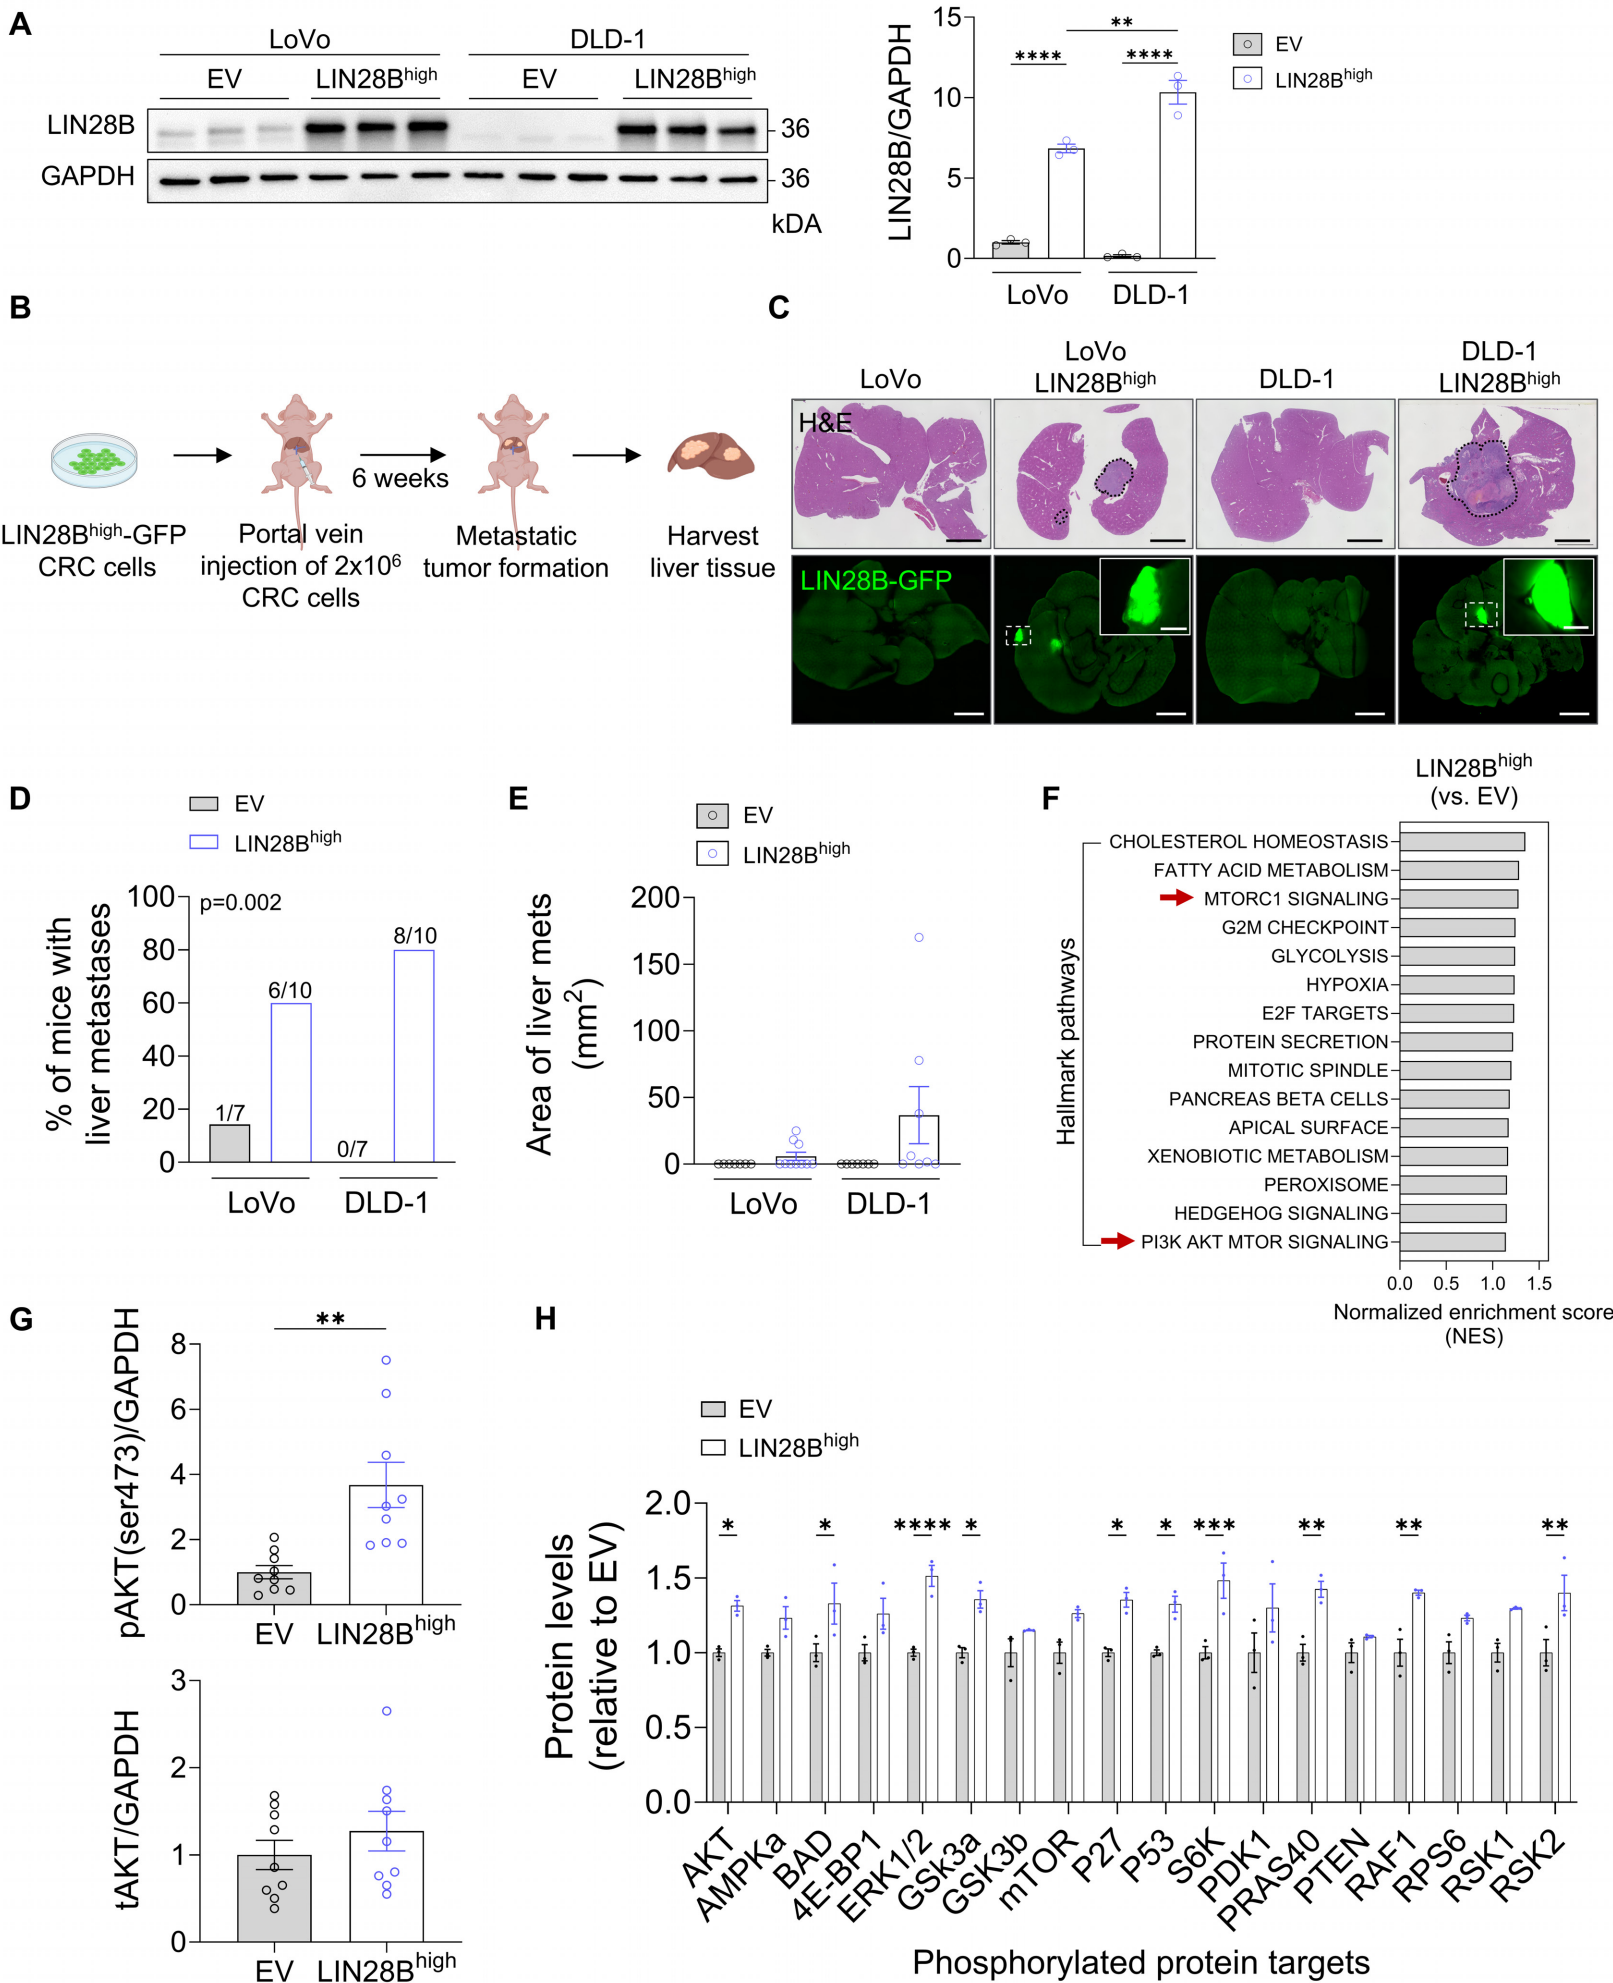 A
LoVo
DLD-1
EV
LIN28Bhigh
EV
LIN28Bhigh
LIN28B
36
GAPDH
36
kDA
LIN28B/GAPDH
15
10
5
0
****
**
****
LoVo
DLD-1
EV
LIN28Bhigh
B
LIN28Bhigh-GFP
CRC cells
Portal vein
injection of 2x10⁶
CRC cells
6 weeks
Metastatic
tumor formation
Harvest
liver tissue
C
LoVo
LoVo
LIN28Bhigh
DLD-1
DLD-1
LIN28Bhigh
H&E
LIN28B-GFP
D
EV
LIN28Bhigh
% of mice with
liver metastases
100
80
60
40
20
0
p=0.002
1/7
6/10
0/7
8/10
LoVo
DLD-1
E
EV
LIN28Bhigh
Area of liver mets
(mm²)
200
150
100
50
0
LoVo
DLD-1
F
LIN28Bhigh
(vs. EV)
Hallmark pathways
CHOLESTEROL HOMEOSTASIS
FATTY ACID METABOLISM
MTORC1 SIGNALING
G2M CHECKPOINT
GLYCOLYSIS
HYPOXIA
E2F TARGETS
PROTEIN SECRETION
MITOTIC SPINDLE
PANCREAS BETA CELLS
APICAL SURFACE
XENOBIOTIC METABOLISM
PEROXISOME
HEDGEHOG SIGNALING
PI3K AKT MTOR SIGNALING
0.0 0.5 1.0 1.5
Normalized enrichment score
(NES)
G
pAKT(ser473)/GAPDH
8
6
4
2
0
**
EV
LIN28Bhigh
tAKT/GAPDH
3
2
1
0
EV
LIN28Bhigh
H
EV
LIN28Bhigh
Protein levels
(relative to EV)
2.0
1.5
1.0
0.5
0.0
* * **** * * * *** ** ** **
AKT
AMPKa
BAD
4E-BP1
ERK1/2
GSk3a
GSK3b
mTOR
P27
P53
S6K
PDK1
PRAS40
PTEN
RAF1
RPS6
RSK1
RSK2
Phosphorylated protein targets